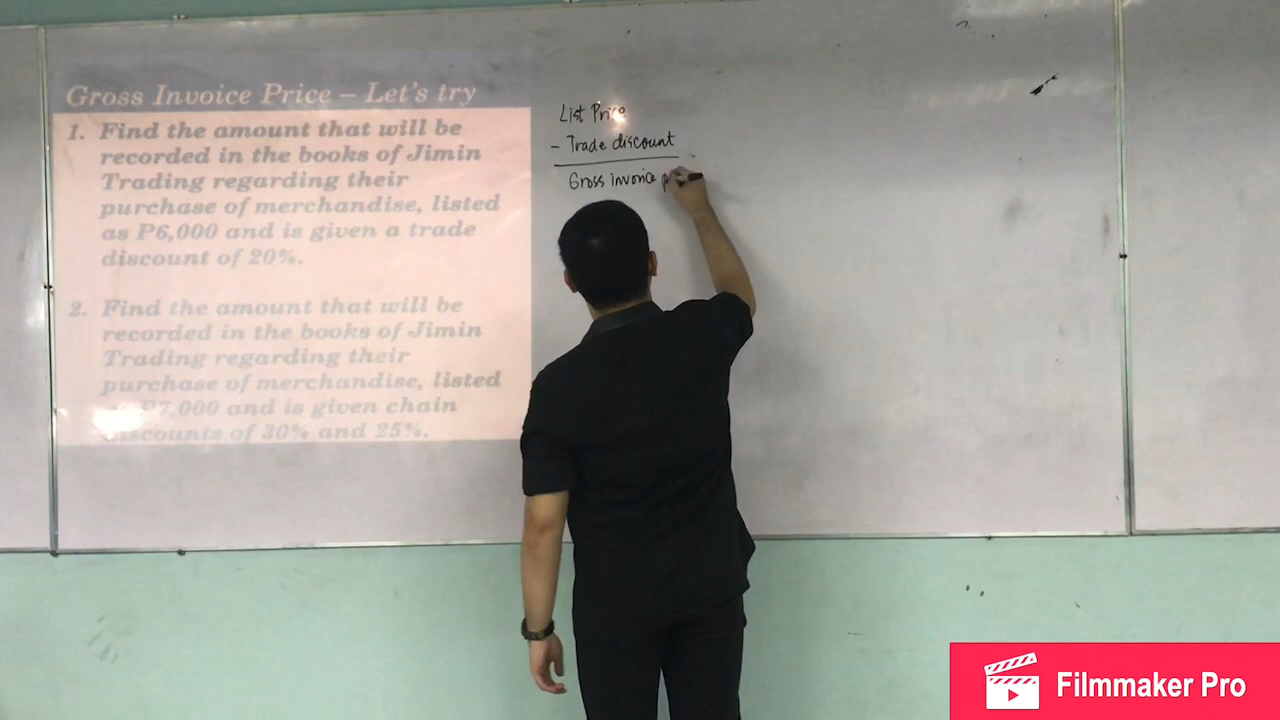 Gross Invoice Price – Let's try
1. Find the amount that will be
recorded in the books of Jimin
Trading regarding their
purchase of merchandise, listed
as P6,000 and is given a trade
discount of 20%.
2. Find the amount that will be
recorded in the books of Jimin
Trading regarding their
purchase of merchandise, listed
P7,000 and is given chain
discounts of 30% and 25%.
List Price
- Trade discount
Gross invoice p
Filmmaker Pro